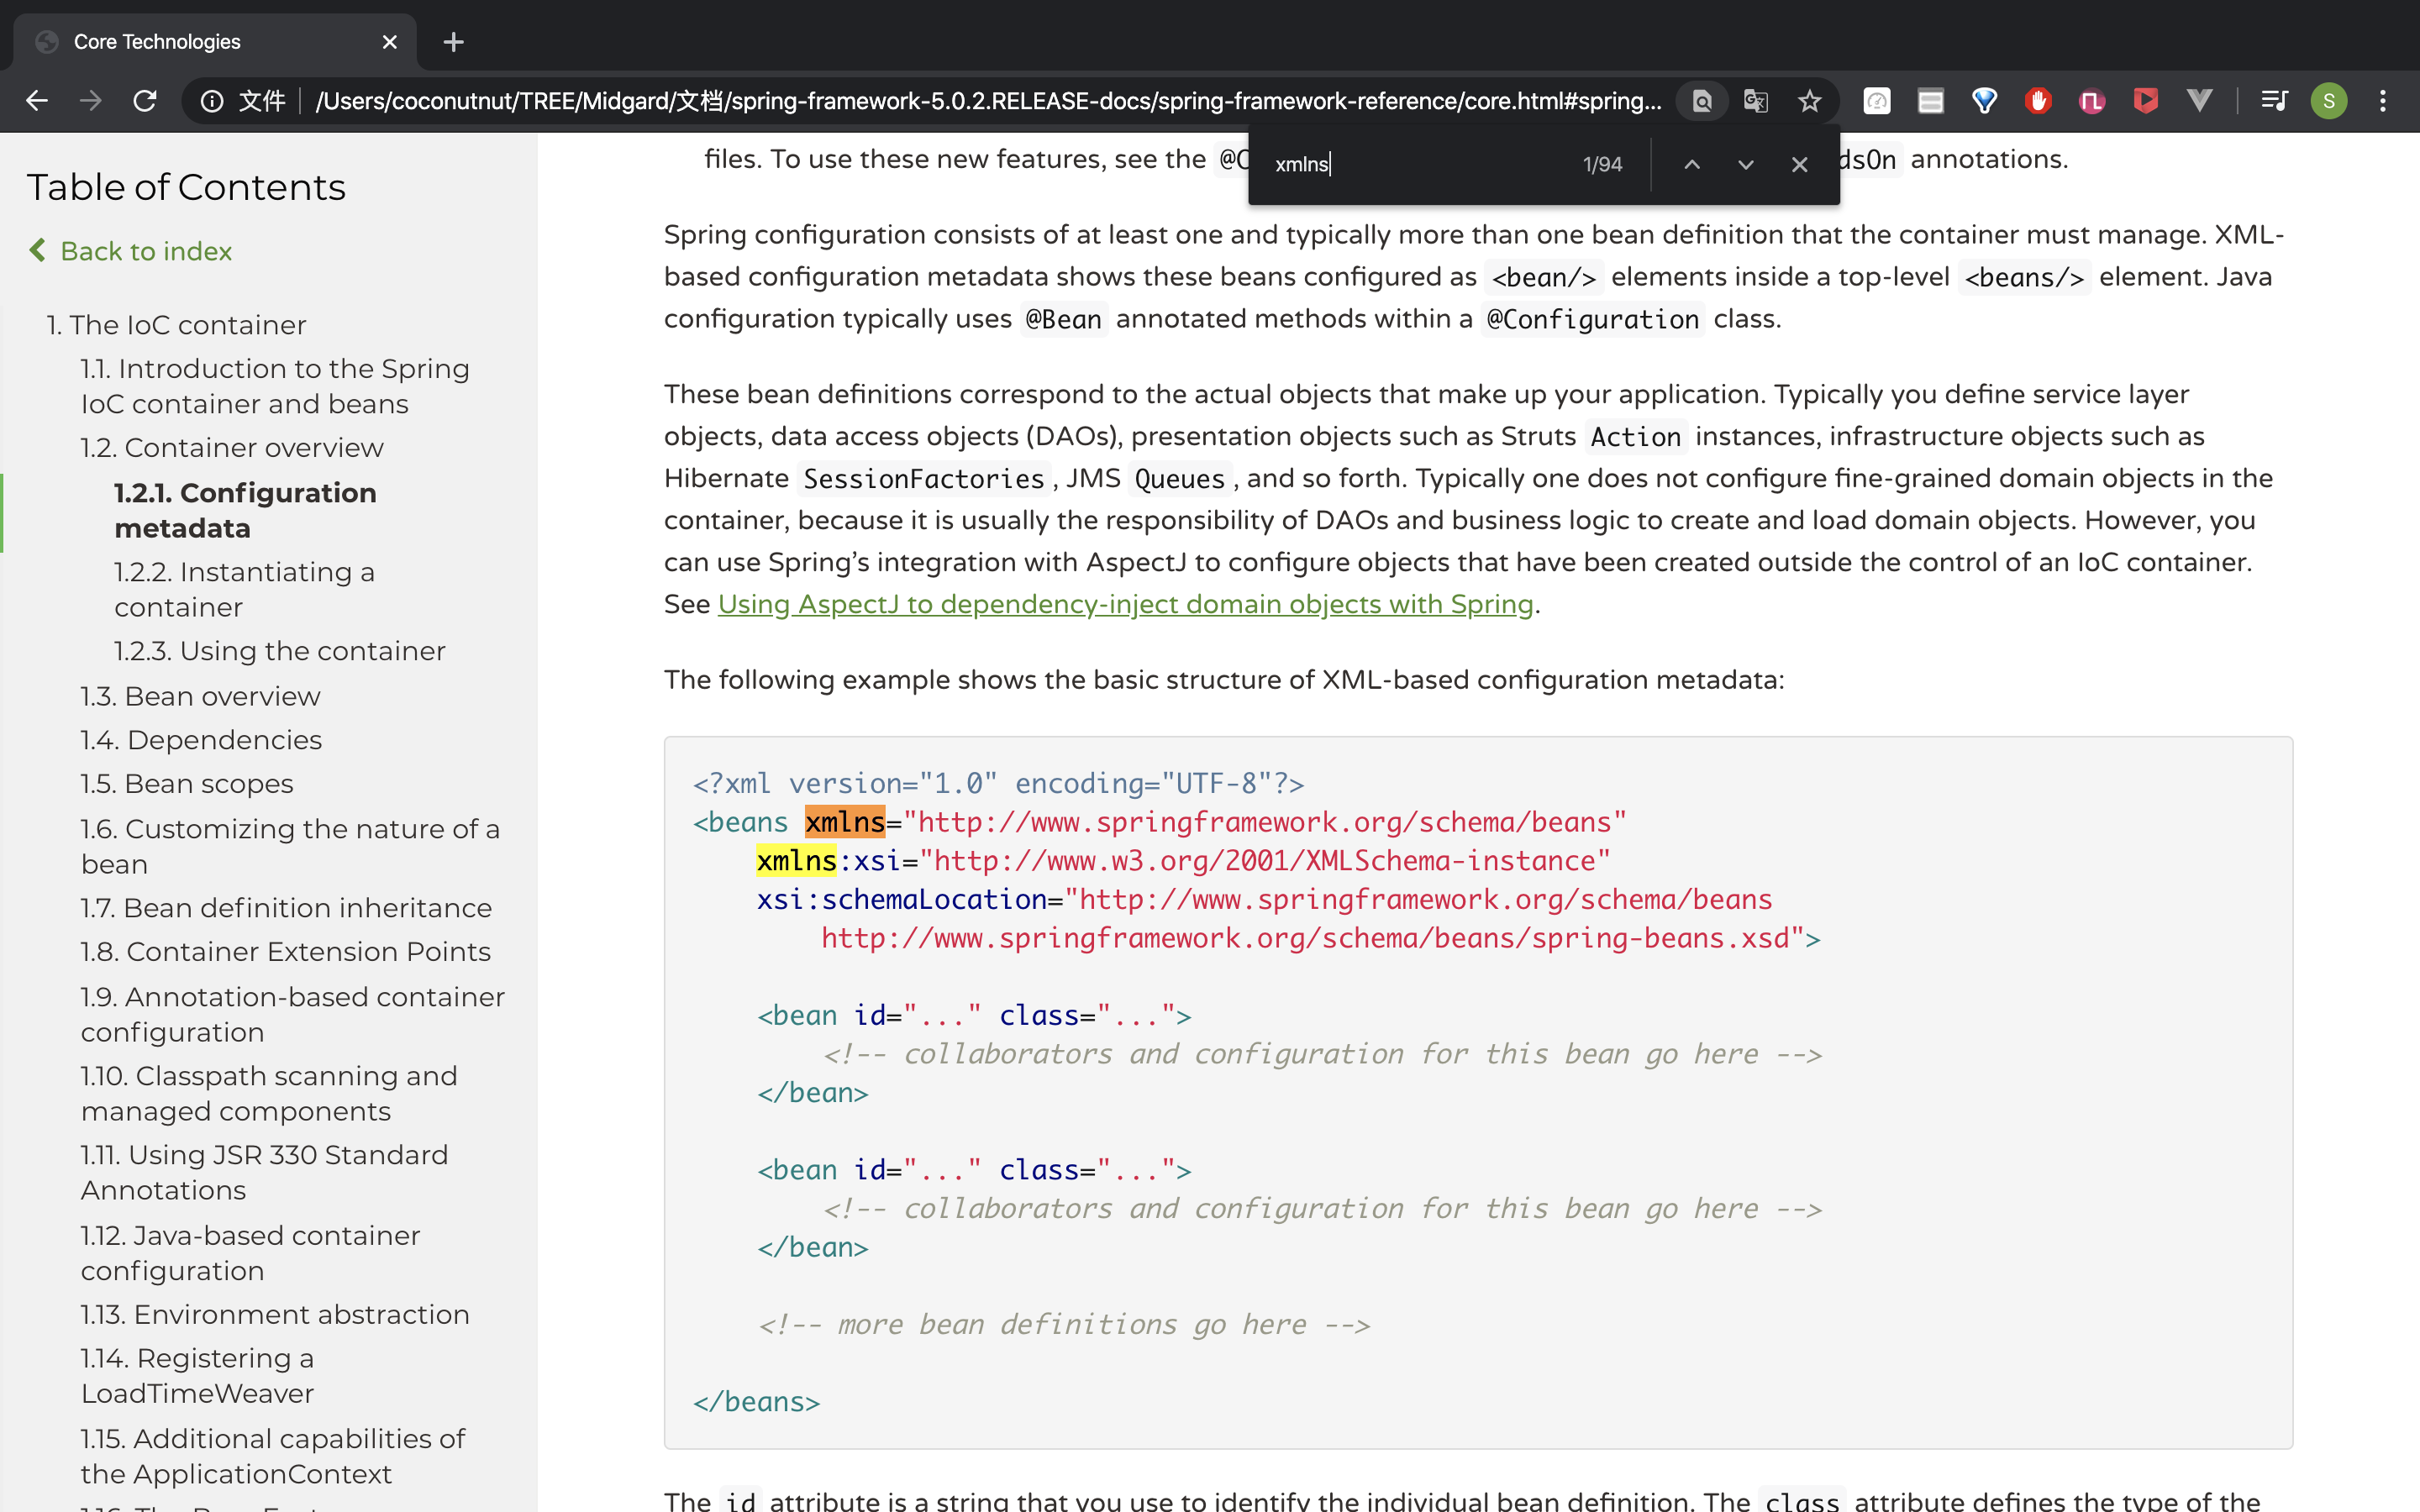 Core Technologies
文件 /Users/coconutnut/TREE/Midgard/文档/spring-framework-5.0.2.RELEASE-docs/spring-framework-reference/core.html#spring...
S
xmlns 1/94
Table of Contents
Back to index
1. The IoC container
1.1. Introduction to the Spring
IoC container and beans
1.2. Container overview
1.2.1. Configuration
metadata
1.2.2. Instantiating a
container
1.2.3. Using the container
1.3. Bean overview
1.4. Dependencies
1.5. Bean scopes
1.6. Customizing the nature of a
bean
1.7. Bean definition inheritance
1.8. Container Extension Points
1.9. Annotation-based container
configuration
1.10. Classpath scanning and
managed components
1.11. Using JSR 330 Standard
Annotations
1.12. Java-based container
configuration
1.13. Environment abstraction
1.14. Registering a
LoadTimeWeaver
1.15. Additional capabilities of
the ApplicationContext
files. To use these new features, see the @C dsOn annotations.
Spring configuration consists of at least one and typically more than one bean definition that the container must manage. XML-
based configuration metadata shows these beans configured as <bean/> elements inside a top-level <beans/> element. Java
configuration typically uses @Bean annotated methods within a @Configuration class.
These bean definitions correspond to the actual objects that make up your application. Typically you define service layer
objects, data access objects (DAOs), presentation objects such as Struts Action instances, infrastructure objects such as
Hibernate SessionFactories, JMS Queues, and so forth. Typically one does not configure fine-grained domain objects in the
container, because it is usually the responsibility of DAOs and business logic to create and load domain objects. However, you
can use Spring’s integration with AspectJ to configure objects that have been created outside the control of an IoC container.
See Using AspectJ to dependency-inject domain objects with Spring.
The following example shows the basic structure of XML-based configuration metadata:
<?xml version="1.0" encoding="UTF-8"?>
<beans xmlns="http://www.springframework.org/schema/beans"
xmlns:xsi="http://www.w3.org/2001/XMLSchema-instance"
xsi:schemaLocation="http://www.springframework.org/schema/beans
http://www.springframework.org/schema/beans/spring-beans.xsd">
<bean id="..." class="...">
<!-- collaborators and configuration for this bean go here -->
</bean>
<bean id="..." class="...">
<!-- collaborators and configuration for this bean go here -->
</bean>
<!-- more bean definitions go here -->
</beans>
The id attribute is a string that you use to identify the individual bean definition. The class attribute defines the type of the